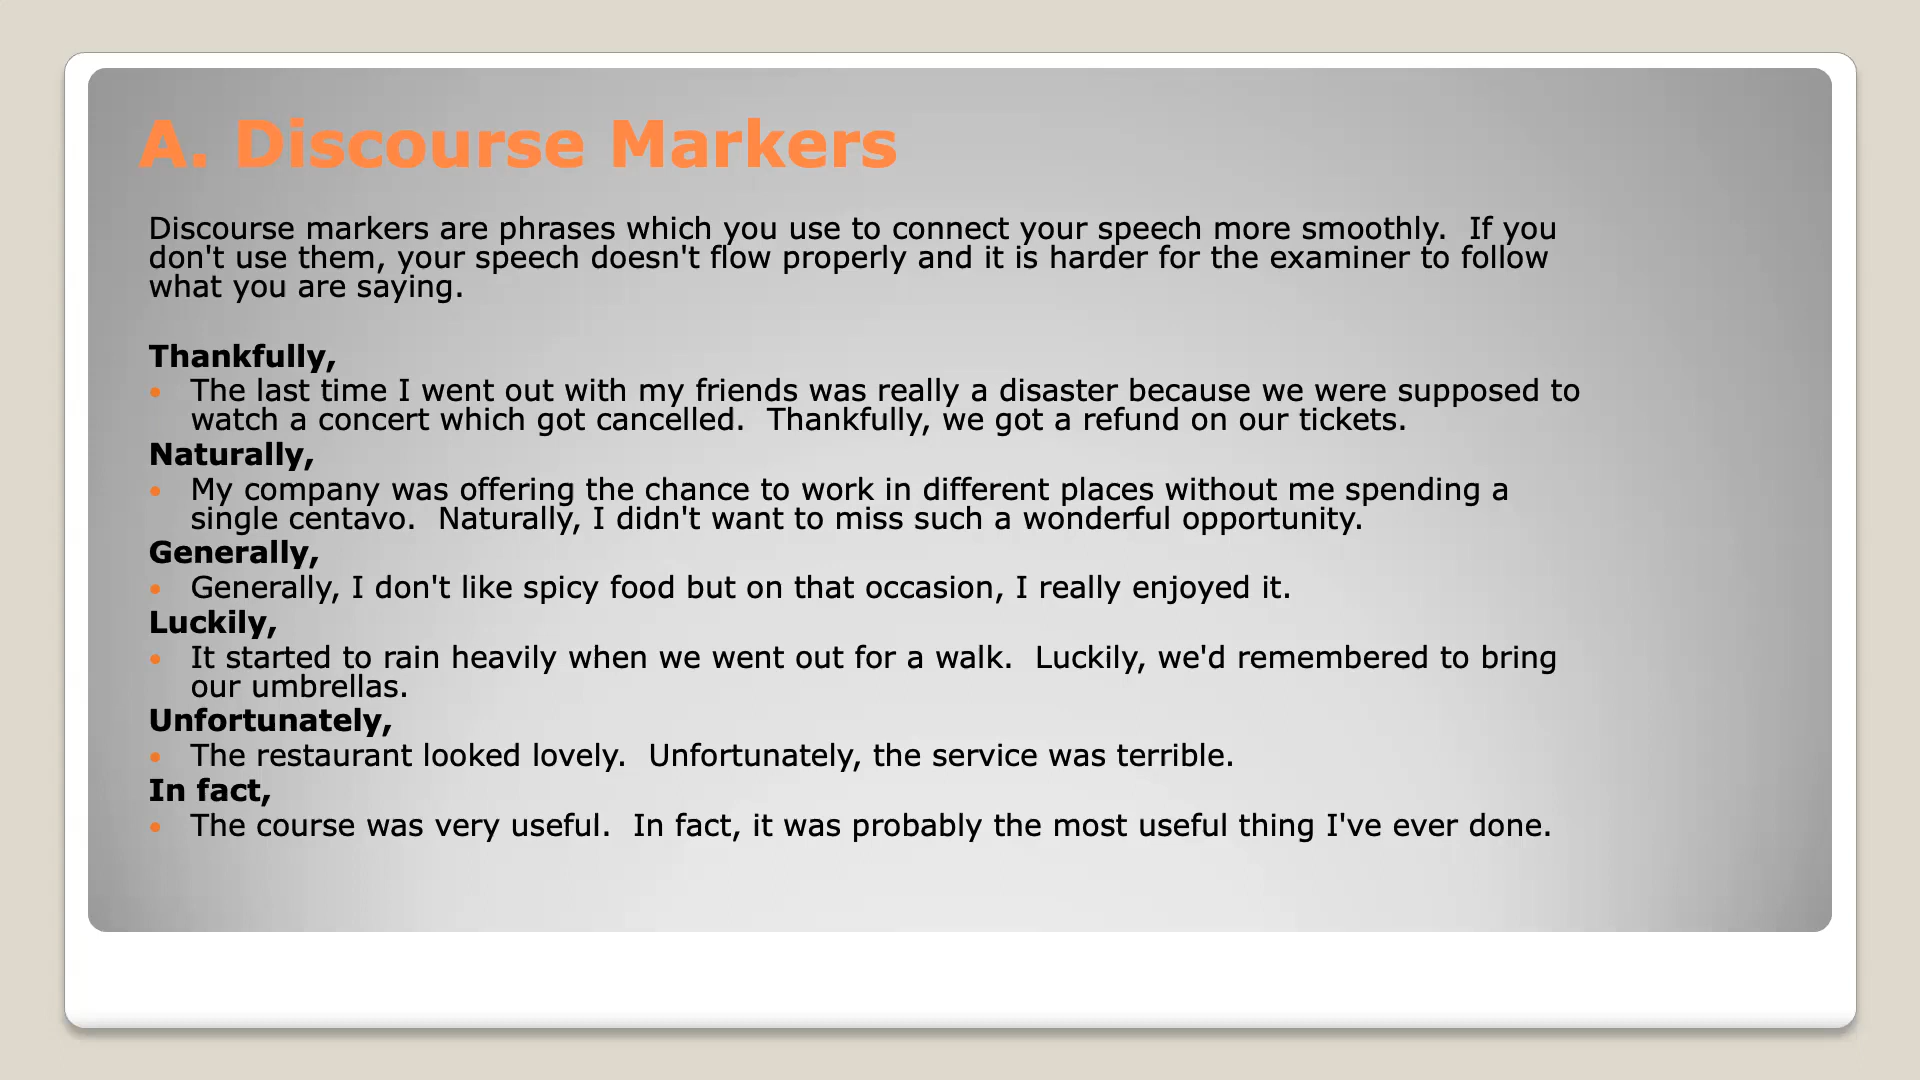 A. Discourse Markers
Discourse markers are phrases which you use to connect your speech more smoothly.  If you
don't use them, your speech doesn't flow properly and it is harder for the examiner to follow
what you are saying.
Thankfully,
• The last time I went out with my friends was really a disaster because we were supposed to
watch a concert which got cancelled.  Thankfully, we got a refund on our tickets.
Naturally,
• My company was offering the chance to work in different places without me spending a
single centavo.  Naturally, I didn't want to miss such a wonderful opportunity.
Generally,
• Generally, I don't like spicy food but on that occasion, I really enjoyed it.
Luckily,
• It started to rain heavily when we went out for a walk.  Luckily, we'd remembered to bring
our umbrellas.
Unfortunately,
• The restaurant looked lovely.  Unfortunately, the service was terrible.
In fact,
• The course was very useful.  In fact, it was probably the most useful thing I've ever done.